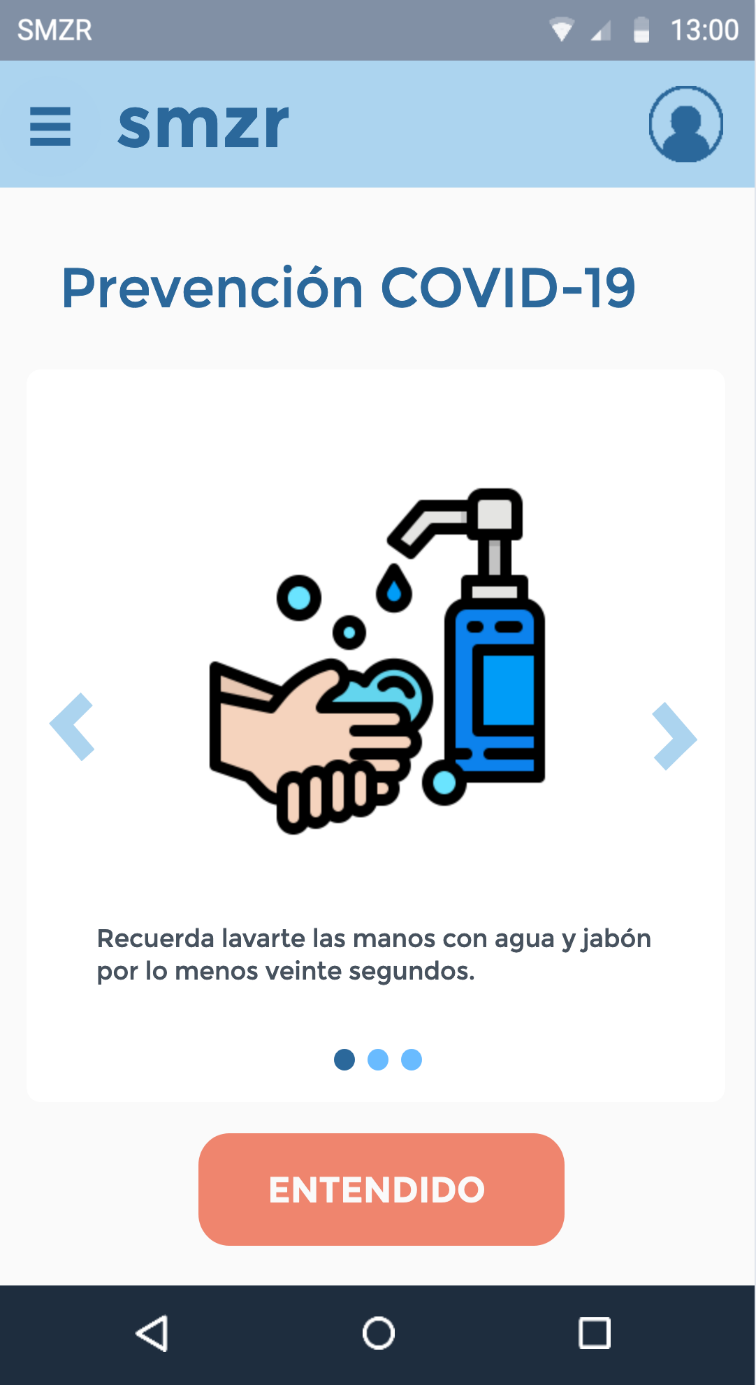 SMZR 13:00
smzr
Prevención COVID-19
Recuerda lavarte las manos con agua y jabón
por lo menos veinte segundos.
ENTENDIDO